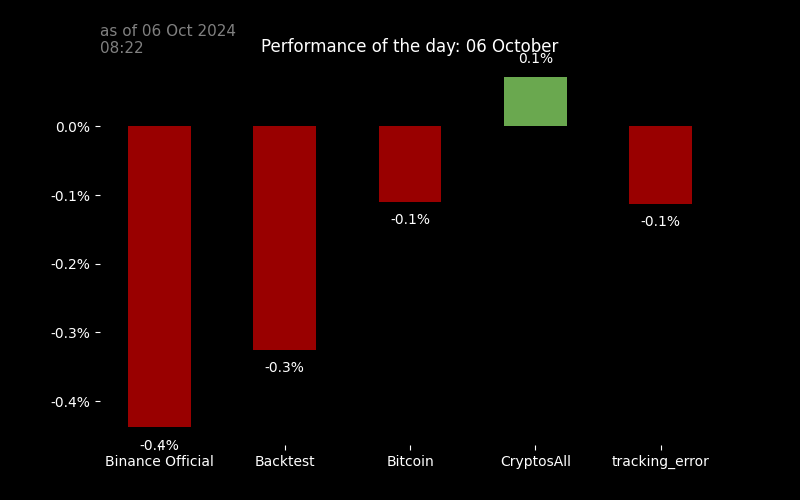 as of 06 Oct 2024
08:22
Performance of the day: 06 October
0.1%
0.0%
-0.1%
-0.1%
-0.1%
-0.2%
-0.3%
-0.3%
-0.4%
-0.4%
Binance Official
Backtest
Bitcoin
CryptosAll
tracking_error